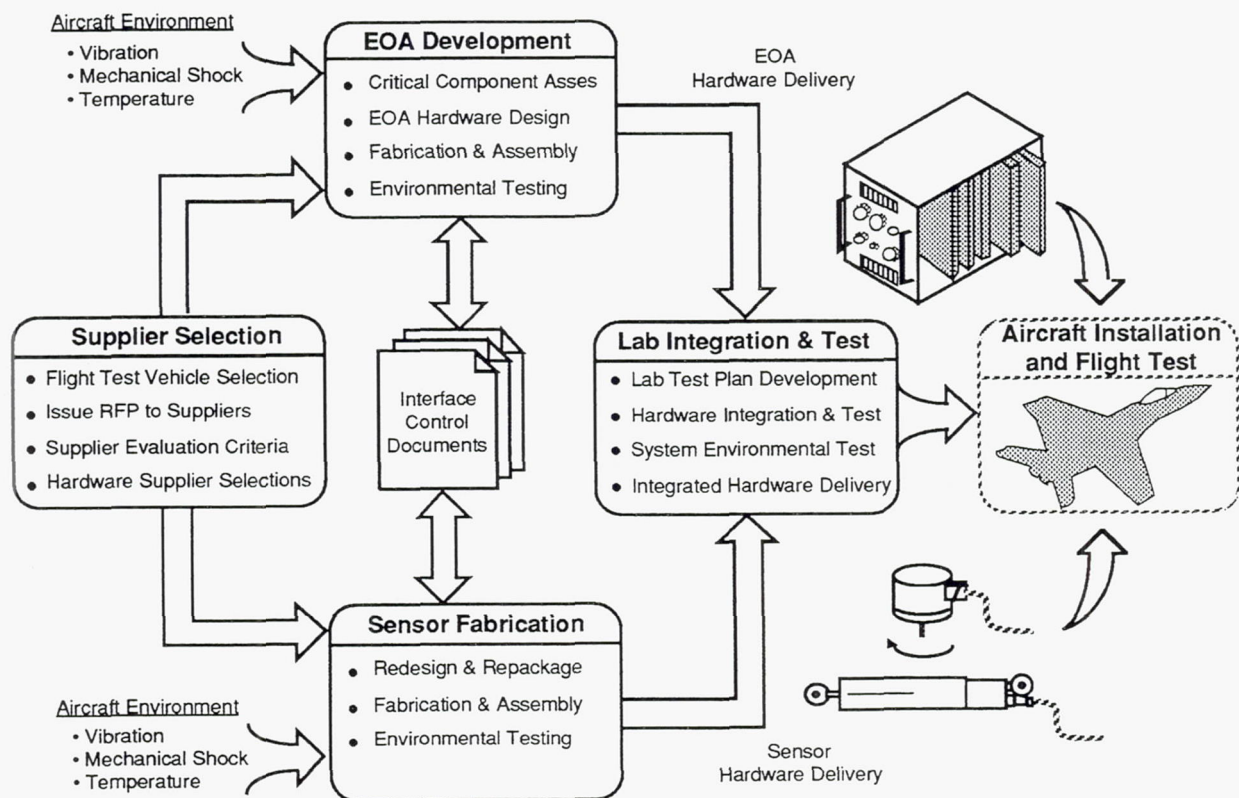 Aircraft Environment
• Vibration
• Mechanical Shock
• Temperature
EOA Development
• Critical Component Asses
• EOA Hardware Design
• Fabrication & Assembly
• Environmental Testing
EOA
Hardware Delivery
Supplier Selection
• Flight Test Vehicle Selection
• Issue RFP to Suppliers
• Supplier Evaluation Criteria
• Hardware Supplier Selections
Interface
Control
Documents
Lab Integration & Test
• Lab Test Plan Development
• Hardware Integration & Test
• System Environmental Test
• Integrated Hardware Delivery
Aircraft Installation
and Flight Test
Sensor Fabrication
• Redesign & Repackage
• Fabrication & Assembly
• Environmental Testing
Aircraft Environment
• Vibration
• Mechanical Shock
• Temperature
Sensor
Hardware Delivery